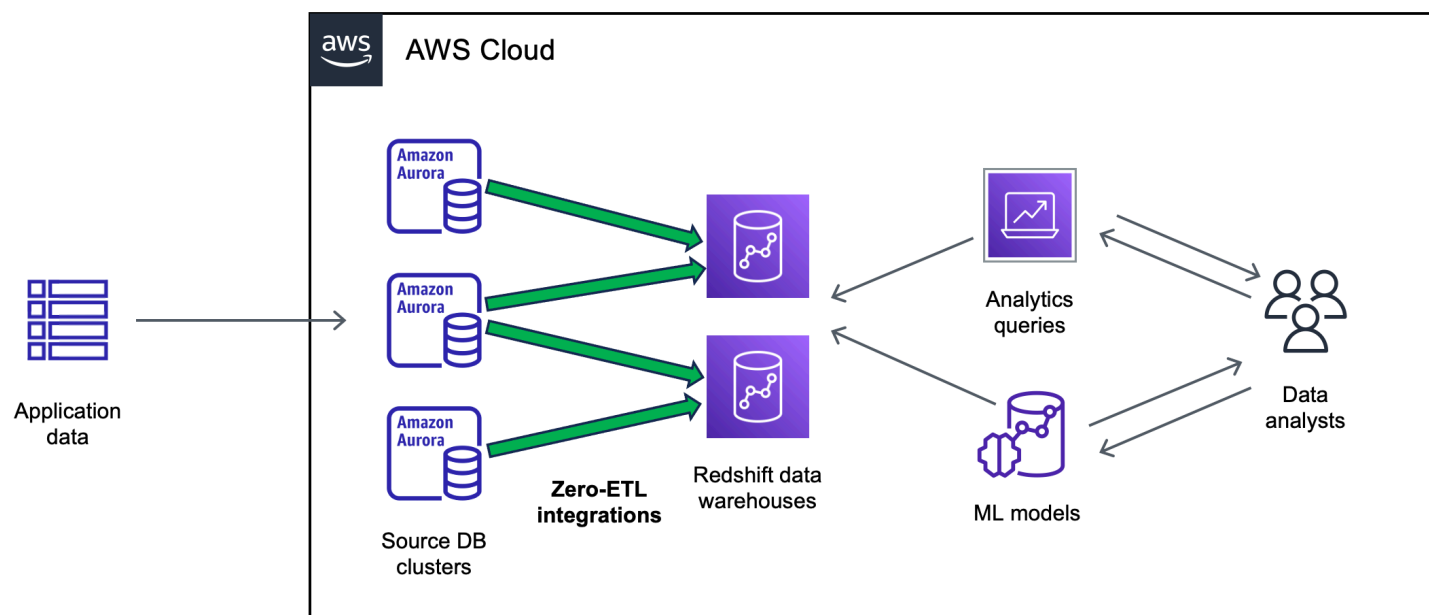 aws
AWS Cloud
Amazon
Aurora
Amazon
Aurora
Amazon
Aurora
Application
data
Source DB
clusters
Zero-ETL
integrations
Redshift data
warehouses
Analytics
queries
ML models
Data
analysts